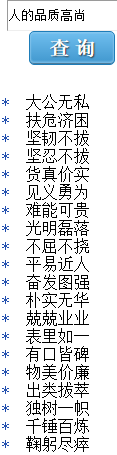 人的品质高尚
查 询
* 大公无私
* 扶危济困
* 坚韧不拔
* 坚忍不拔
* 货真价实
* 见义勇为
* 难能可贵
* 光明磊落
* 不屈不挠
* 平易近人
* 奋发图强
* 朴实无华
* 兢兢业业
* 表里如一
* 有口皆碑
* 物美价廉
* 出类拔萃
* 独树一帜
* 千锤百炼
* 鞠躬尽瘁